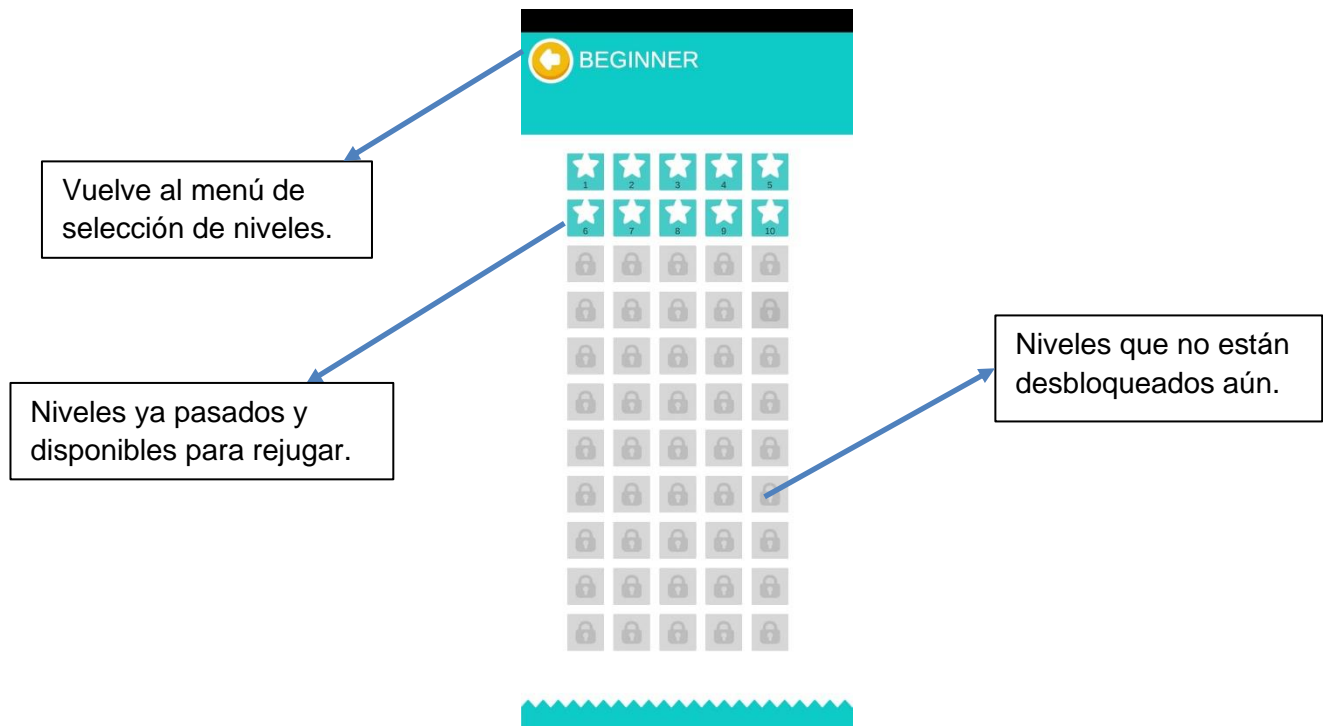 BEGINNER
Vuelve al menú de
selección de niveles.
1 2 3 4 5
6 7 8 9 10
Niveles que no están
desbloqueados aún.
Niveles ya pasados y
disponibles para rejugar.